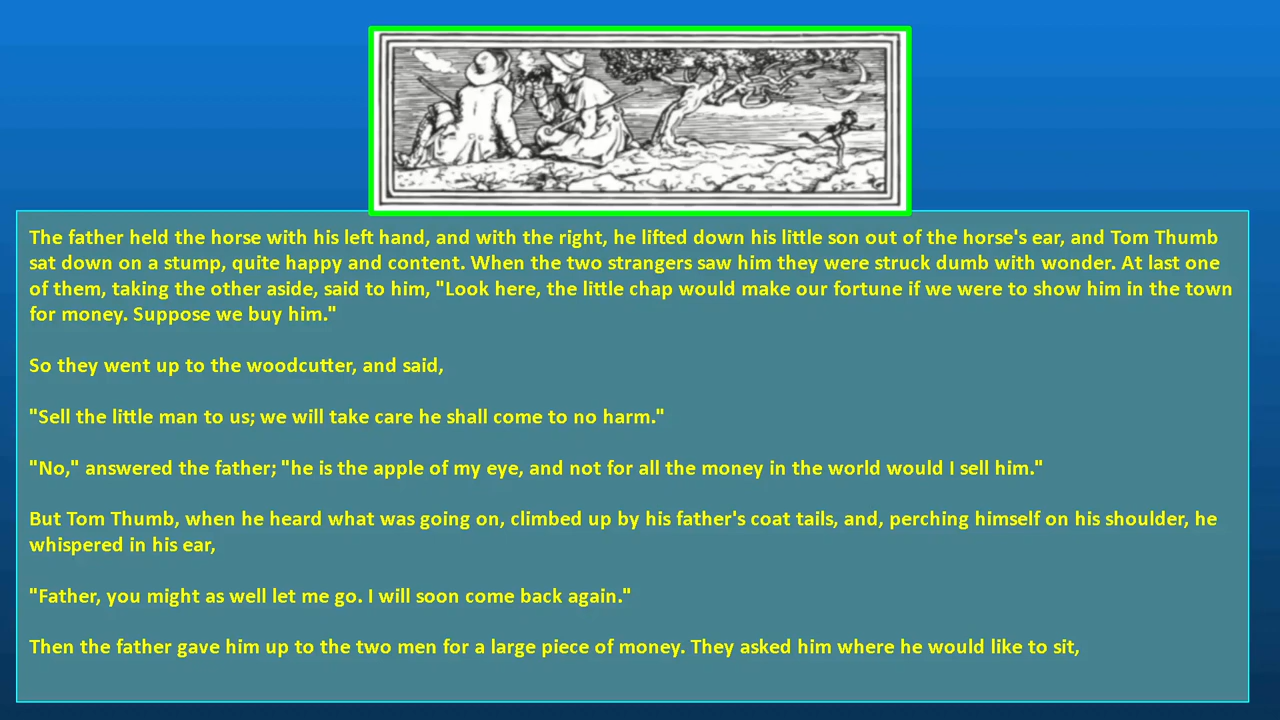 The father held the horse with his left hand, and with the right, he lifted down his little son out of the horse's ear, and Tom Thumb
sat down on a stump, quite happy and content. When the two strangers saw him they were struck dumb with wonder. At last one
of them, taking the other aside, said to him, "Look here, the little chap would make our fortune if we were to show him in the town
for money. Suppose we buy him."
So they went up to the woodcutter, and said,
"Sell the little man to us; we will take care he shall come to no harm."
"No," answered the father; "he is the apple of my eye, and not for all the money in the world would I sell him."
But Tom Thumb, when he heard what was going on, climbed up by his father's coat tails, and, perching himself on his shoulder, he
whispered in his ear,
"Father, you might as well let me go. I will soon come back again."
Then the father gave him up to the two men for a large piece of money. They asked him where he would like to sit,